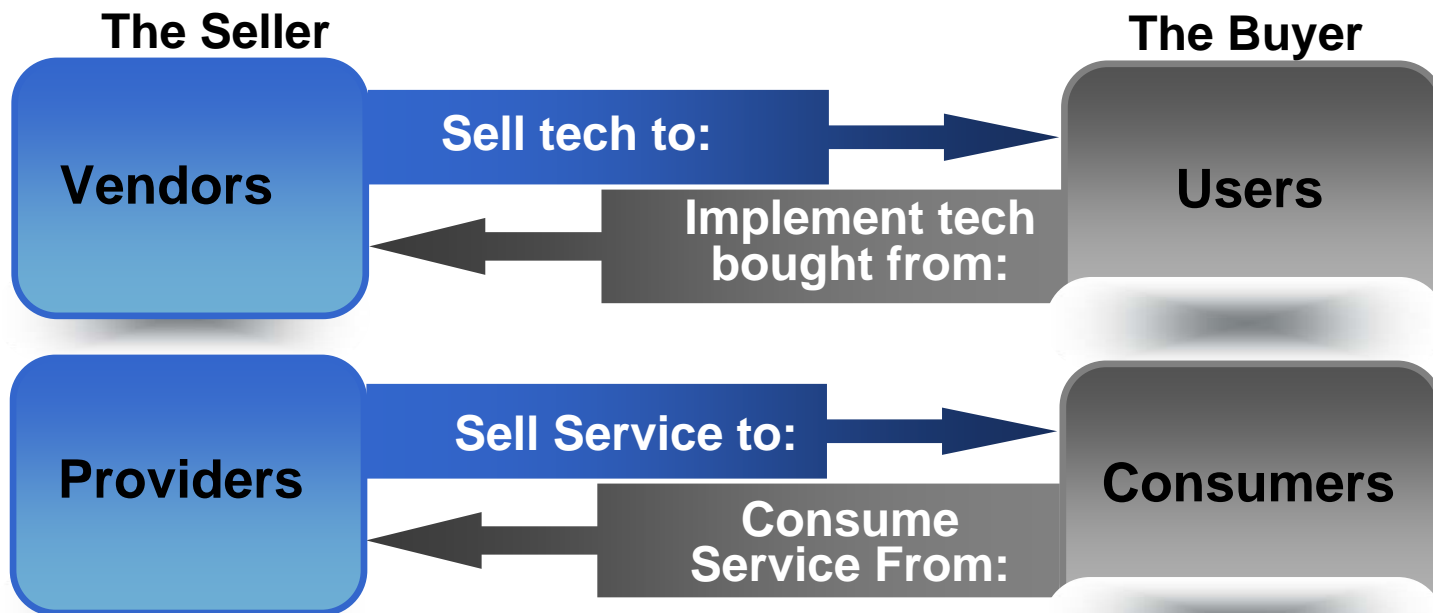 The Seller
The Buyer
Vendors
Sell tech to:
Users
Implement tech
bought from:
Providers
Sell Service to:
Consumers
Consume
Service From: